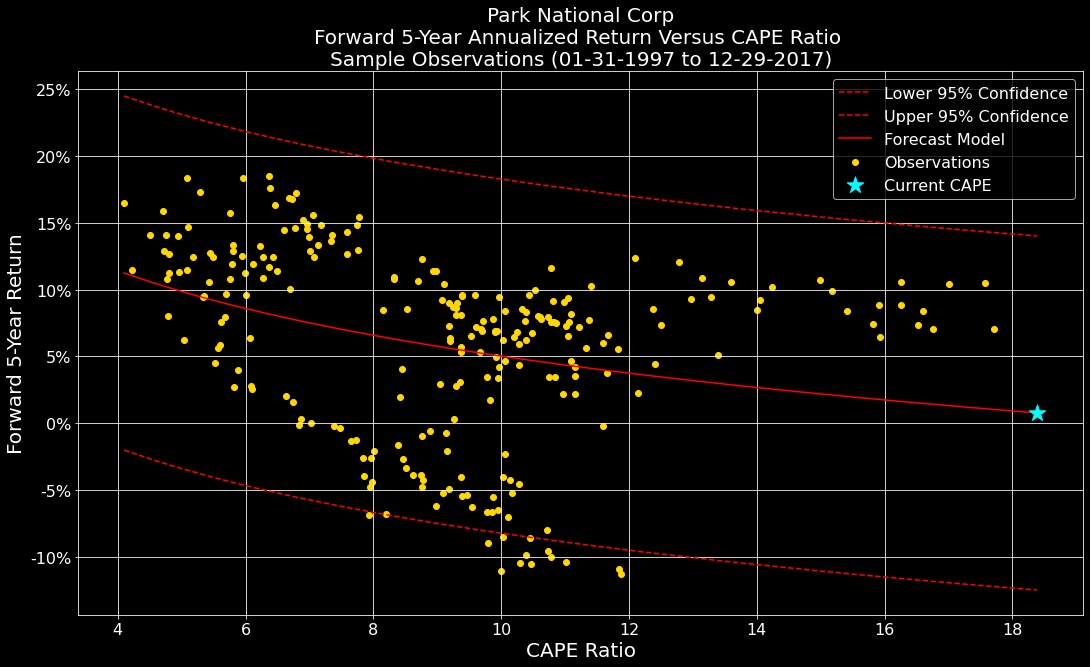 Park National Corp
Forward 5-Year Annualized Return Versus CAPE Ratio
Sample Observations (01-31-1997 to 12-29-2017)
Lower 95% Confidence
Upper 95% Confidence
Forecast Model
Observations
Current CAPE
Forward 5-Year Return
25%
20%
15%
10%
5%
0%
-5%
-10%
4 6 8 10 12 14 16 18
CAPE Ratio